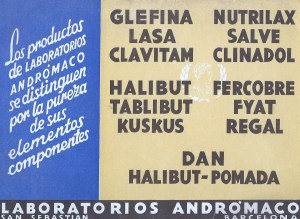 Los productos
de LABORATORIOS
ANDRÓMACO
se distinguen
por la pureza
de sus
elementos
componentes
GLEFINA
LASA
CLAVITAM
NUTRILAX
SALVE
CLINADOL
HALIBUT
TABLIBUT
KUSKUS
FERCOBRE
FYAT
REGAL
DAN
HALIBUT-POMADA
LABORATORIOS ANDRÓMACO
SAN SEBASTIAN BARCELONA